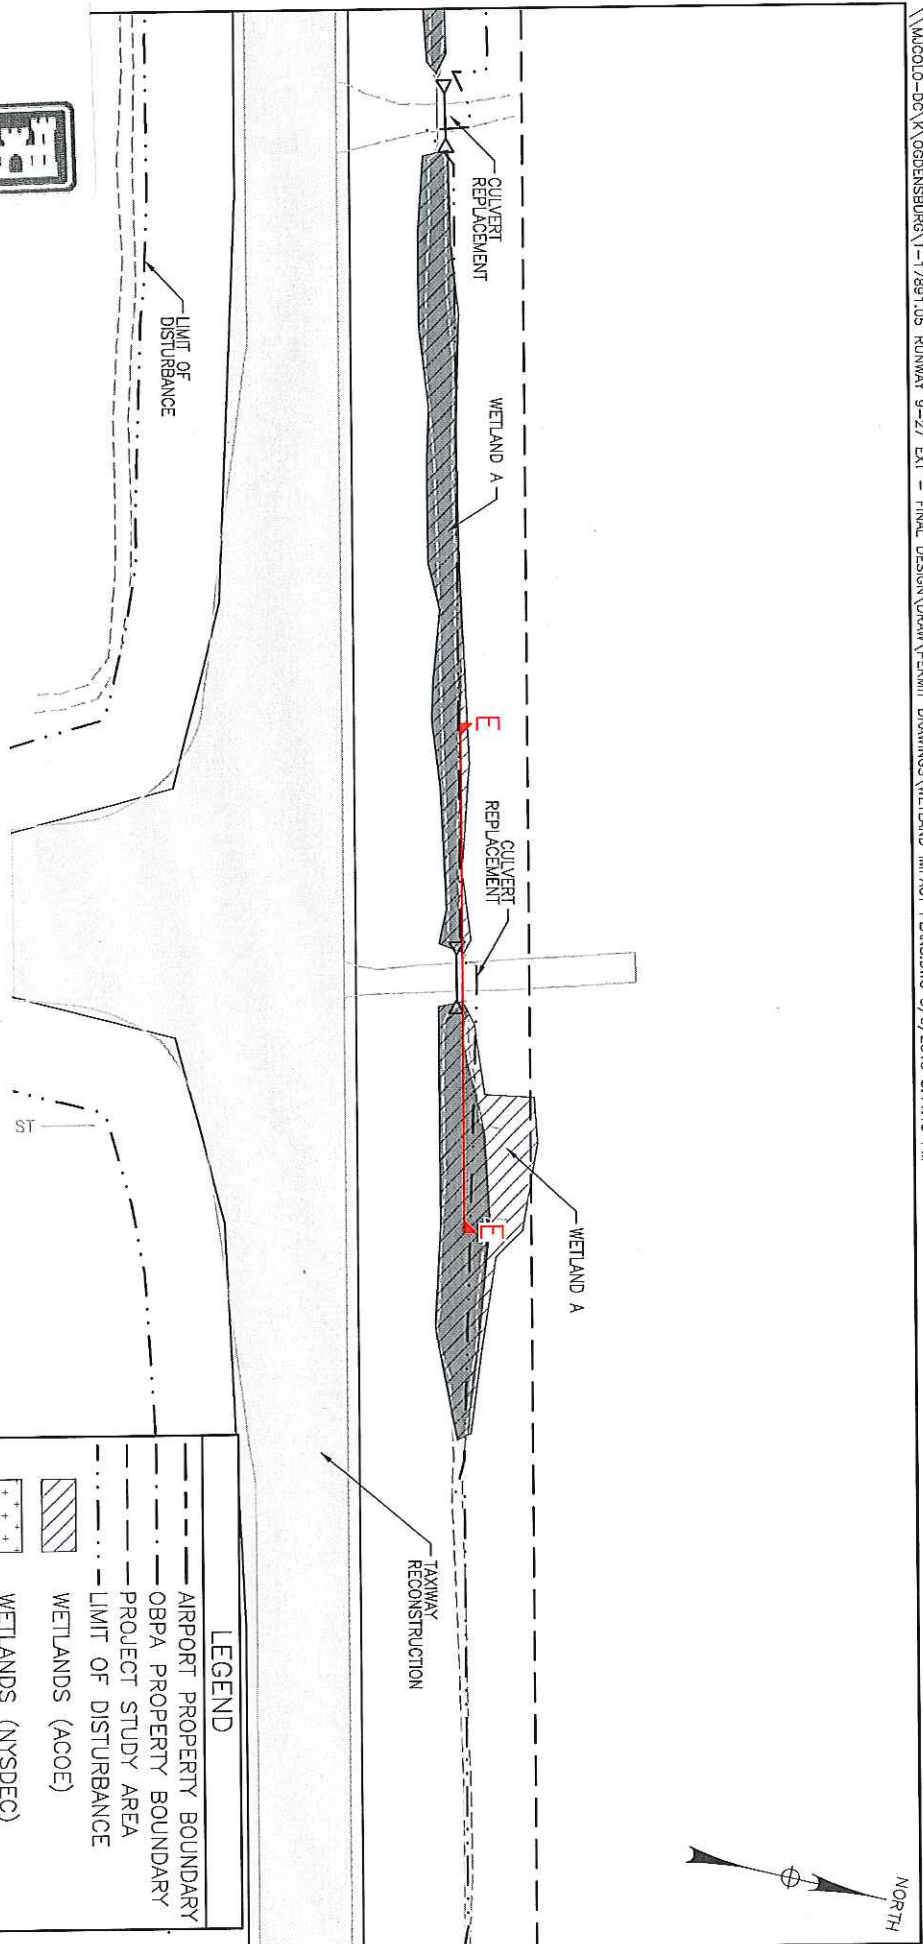 NORTH
CULVERT
REPLACEMENT
WETLAND A
E
CULVERT
REPLACEMENT
E
WETLAND A
LIMIT OF
DISTURBANCE
ST
TAXIWAY
RECONSTRUCTION
LEGEND
AIRPORT PROPERTY BOUNDARY
OBPA PROPERTY BOUNDARY
PROJECT STUDY AREA
LIMIT OF DISTURBANCE
WETLANDS (ACOE)
WETLANDS (NYSDEC)